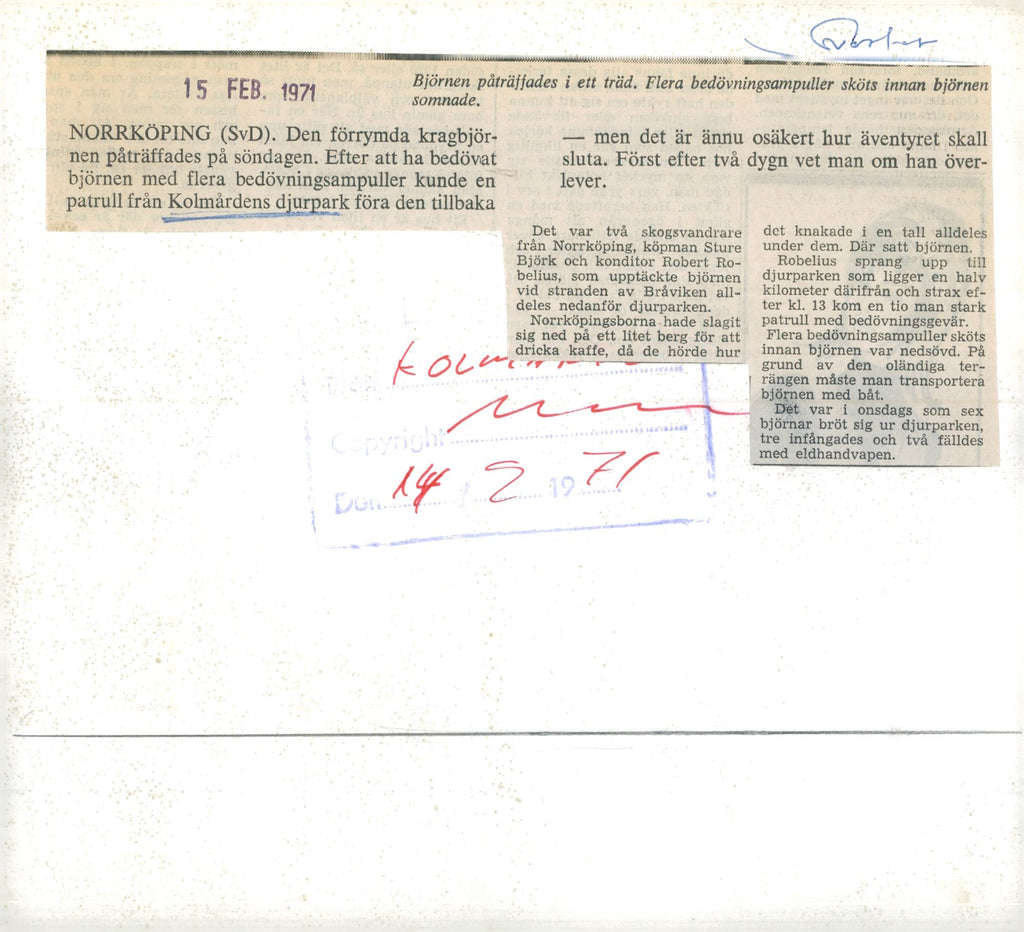 15 FEB. 1971
Björnen påträffades i ett träd. Flera bedövningsampuller sköts innan björnen
somnade.
NORRKÖPING (SvD). Den förrymda kragbjör-
nen påträffades på söndagen. Efter att ha bedövat
björnen med flera bedövningsampuller kunde en
patrull från Kolmårdens djurpark föra den tillbaka
— men det är ännu osäkert hur äventyret skall
sluta. Först efter två dygn vet man om han över-
lever.
Det var två skogsvandrare
från Norrköping, köpman Sture
Björk och konditor Robert Ro-
belius, som upptäckte björnen
vid stranden av Bråviken all-
deles nedanför djurparken.
Norrköpingsborna hade slagit
sig ned på ett litet berg för att
dricka kaffe, då de hörde hur
det knakade i en tall alldeles
under dem. Där satt björnen.
Robelius sprang upp till
djurparken som ligger en halv
kilometer därifrån och strax ef-
ter kl. 13 kom en tio man stark
patrull med bedövningsgevär.
Flera bedövningsampuller sköts
innan björnen var nedsövd. På
grund av den oländiga ter-
rängen måste man transportera
björnen med båt.
Det var i onsdags som sex
björnar bröt sig ur djurparken,
tre infångades och två fälldes
med eldhandvapen.
Copyright
Den 14/2 1971